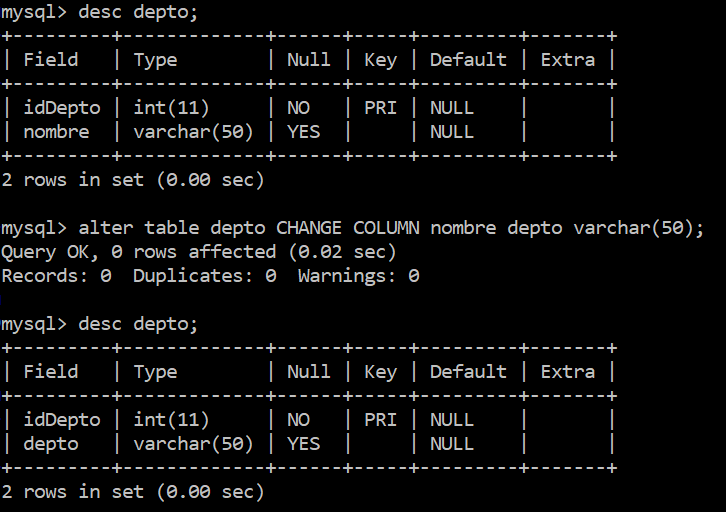 mysql> desc depto;
+---------+-------------+------+-----+---------+-------+
| Field   | Type        | Null | Key | Default | Extra |
+---------+-------------+------+-----+---------+-------+
| idDepto | int(11)     | NO   | PRI | NULL    |       |
| nombre  | varchar(50) | YES  |     | NULL    |       |
+---------+-------------+------+-----+---------+-------+
2 rows in set (0.00 sec)
mysql> alter table depto CHANGE COLUMN nombre depto varchar(50);
Query OK, 0 rows affected (0.02 sec)
Records: 0  Duplicates: 0  Warnings: 0
mysql> desc depto;
+---------+-------------+------+-----+---------+-------+
| Field   | Type        | Null | Key | Default | Extra |
+---------+-------------+------+-----+---------+-------+
| idDepto | int(11)     | NO   | PRI | NULL    |       |
| depto   | varchar(50) | YES  |     | NULL    |       |
+---------+-------------+------+-----+---------+-------+
2 rows in set (0.00 sec)